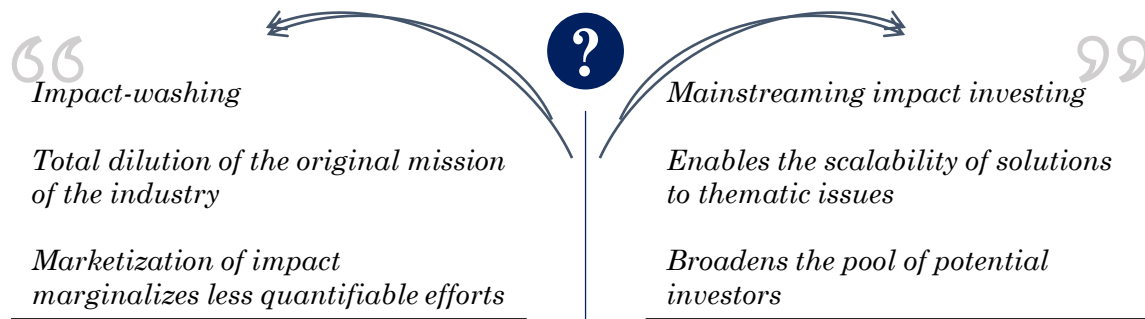 ?
“
”
Impact-washing
Total dilution of the original mission
of the industry
Marketization of impact
marginalizes less quantifiable efforts
Mainstreaming impact investing
Enables the scalability of solutions
to thematic issues
Broadens the pool of potential
investors